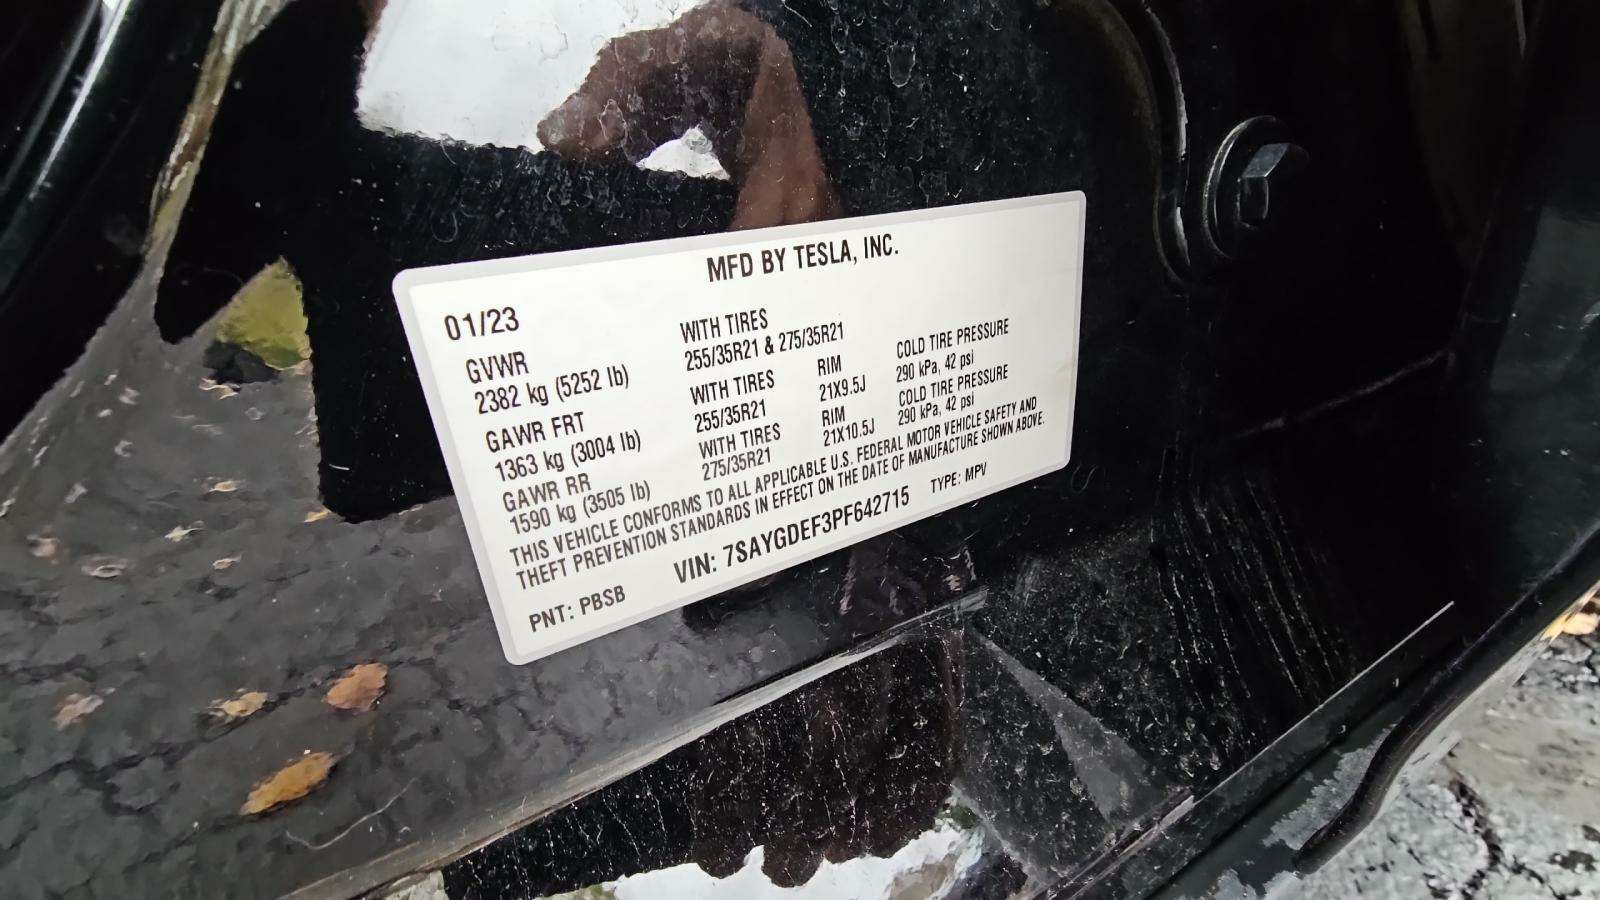 MFD BY TESLA, INC.
01/23
GVWR
2382 kg (5252 lb)
WITH TIRES
255/35R21 & 275/35R21
GAWR FRT
1363 kg (3004 lb)
WITH TIRES
255/35R21
RIM
21X9.5J
COLD TIRE PRESSURE
290 kPa, 42 psi
GAWR RR
1590 kg (3505 lb)
WITH TIRES
275/35R21
RIM
21X10.5J
COLD TIRE PRESSURE
290 kPa, 42 psi
THIS VEHICLE CONFORMS TO ALL APPLICABLE U.S. FEDERAL MOTOR VEHICLE SAFETY AND
THEFT PREVENTION STANDARDS IN EFFECT ON THE DATE OF MANUFACTURE SHOWN ABOVE.
PNT: PBSB
VIN: 7SAYGDEF3PF642715
TYPE: MPV